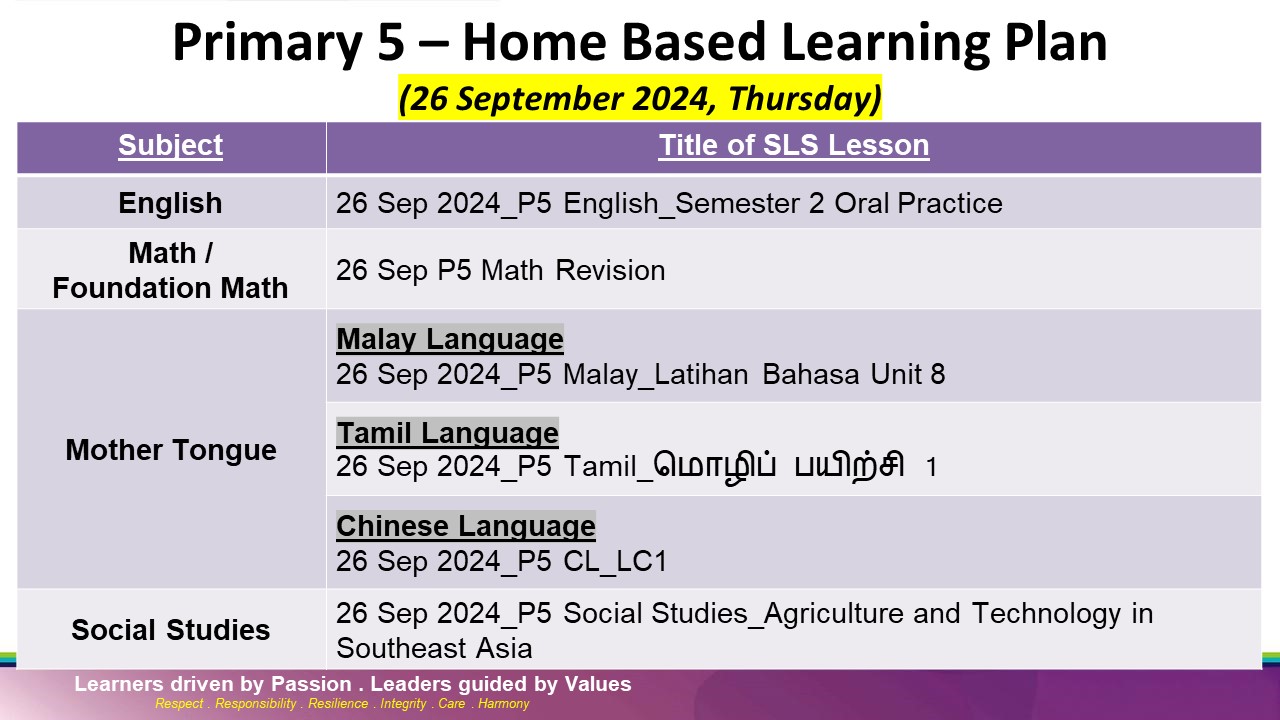 Primary 5 – Home Based Learning Plan
(26 September 2024, Thursday)
Subject
Title of SLS Lesson
English
26 Sep 2024_P5 English_Semester 2 Oral Practice
Math /
Foundation Math
26 Sep P5 Math Revision
Mother Tongue
Malay Language
26 Sep 2024_P5 Malay_Latihan Bahasa Unit 8
Tamil Language
26 Sep 2024_P5 Tamil_மொழிப் பயிற்சி 1
Chinese Language
26 Sep 2024_P5 CL_LC1
Social Studies
26 Sep 2024_P5 Social Studies_Agriculture and Technology in
Southeast Asia
Learners driven by Passion . Leaders guided by Values
Respect . Responsibility . Resilience . Integrity . Care . Harmony